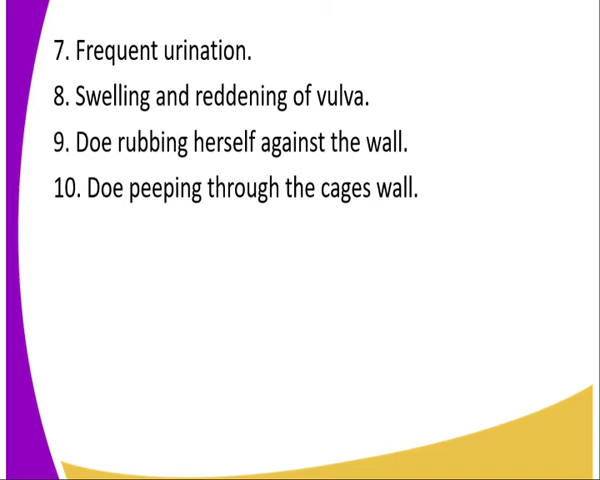 7. Frequent urination.
8. Swelling and reddening of vulva.
9. Doe rubbing herself against the wall.
10. Doe peeping through the cages wall.